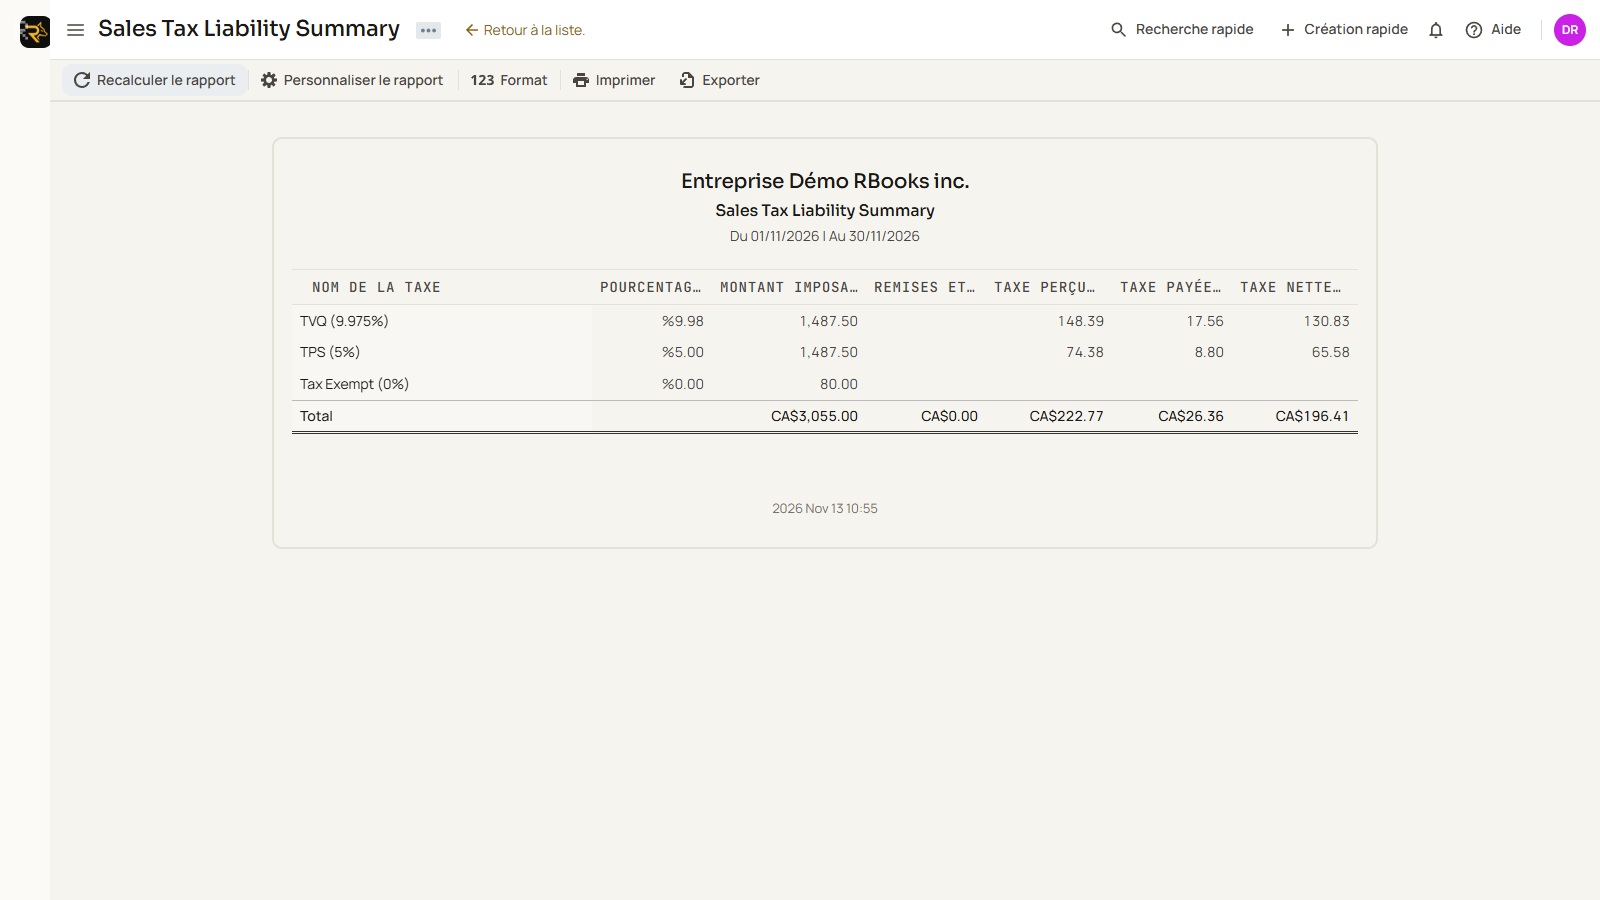 Sales Tax Liability Summary
Retour à la liste.
Recherche rapide
Création rapide
Aide
DR
Recalculer le rapport
Personnaliser le rapport
123 Format
Imprimer
Exporter
Entreprise Démo RBooks inc.
Sales Tax Liability Summary
Du 01/11/2026 | Au 30/11/2026
NOM DE LA TAXE POURCENTAG… MONTANT IMPOSA… REMISES ET… TAXE PERÇU… TAXE PAYÉE… TAXE NETTE…
TVQ (9.975%) %9.98 1,487.50 148.39 17.56 130.83
TPS (5%) %5.00 1,487.50 74.38 8.80 65.58
Tax Exempt (0%) %0.00 80.00
Total CA$3,055.00 CA$0.00 CA$222.77 CA$26.36 CA$196.41
2026 Nov 13 10:55